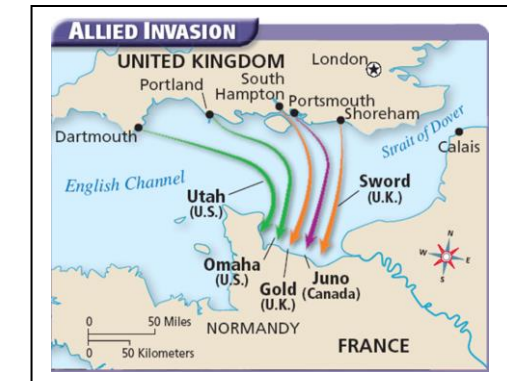 ALLIED INVASION
UNITED KINGDOM
London
Portland
South
Hampton
Portsmouth
Shoreham
Dartmouth
Strait of Dover
Calais
English Channel
Utah
(U.S.)
Sword
(U.K.)
Omaha
(U.S.)
Gold
(U.K.)
Juno
(Canada)
N
W
E
S
0
50 Miles
0
50 Kilometers
NORMANDY
FRANCE